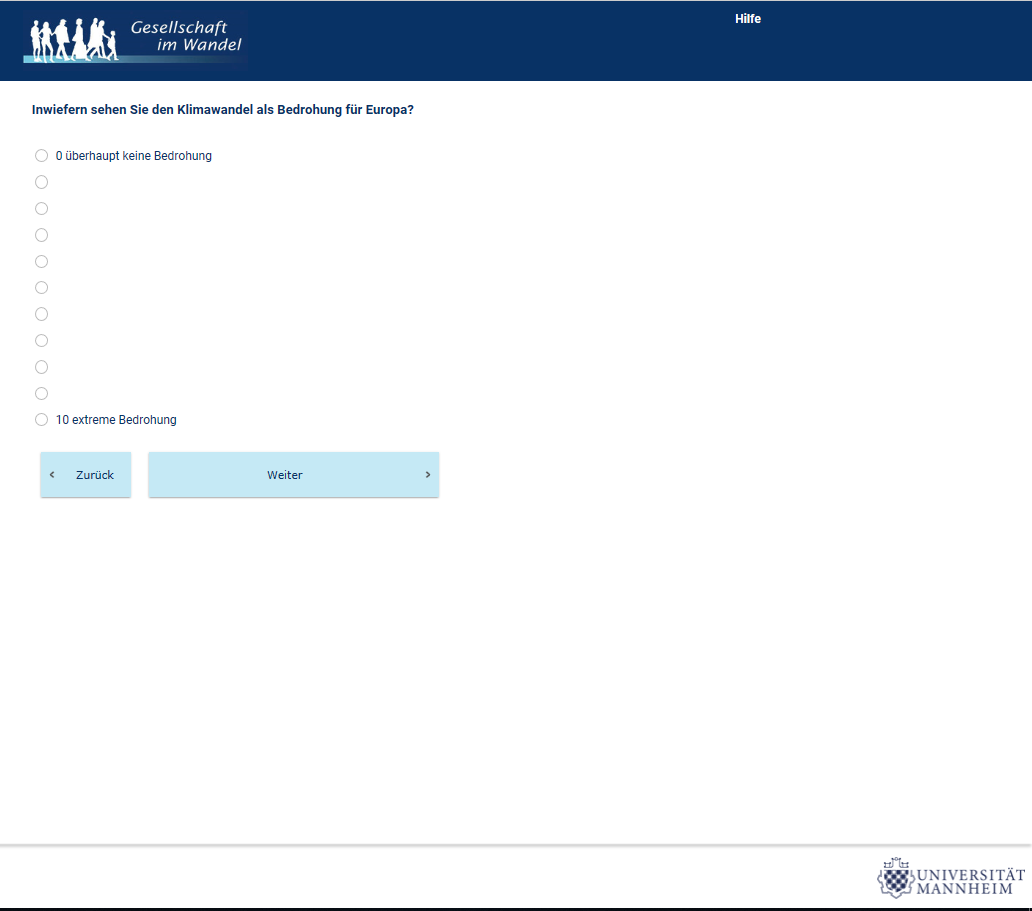 Gesellschaft
im Wandel
Hilfe
Inwiefern sehen Sie den Klimawandel als Bedrohung für Europa?
0 überhaupt keine Bedrohung
10 extreme Bedrohung
‹ Zurück
Weiter ›
UNIVERSITÄT
MANNHEIM